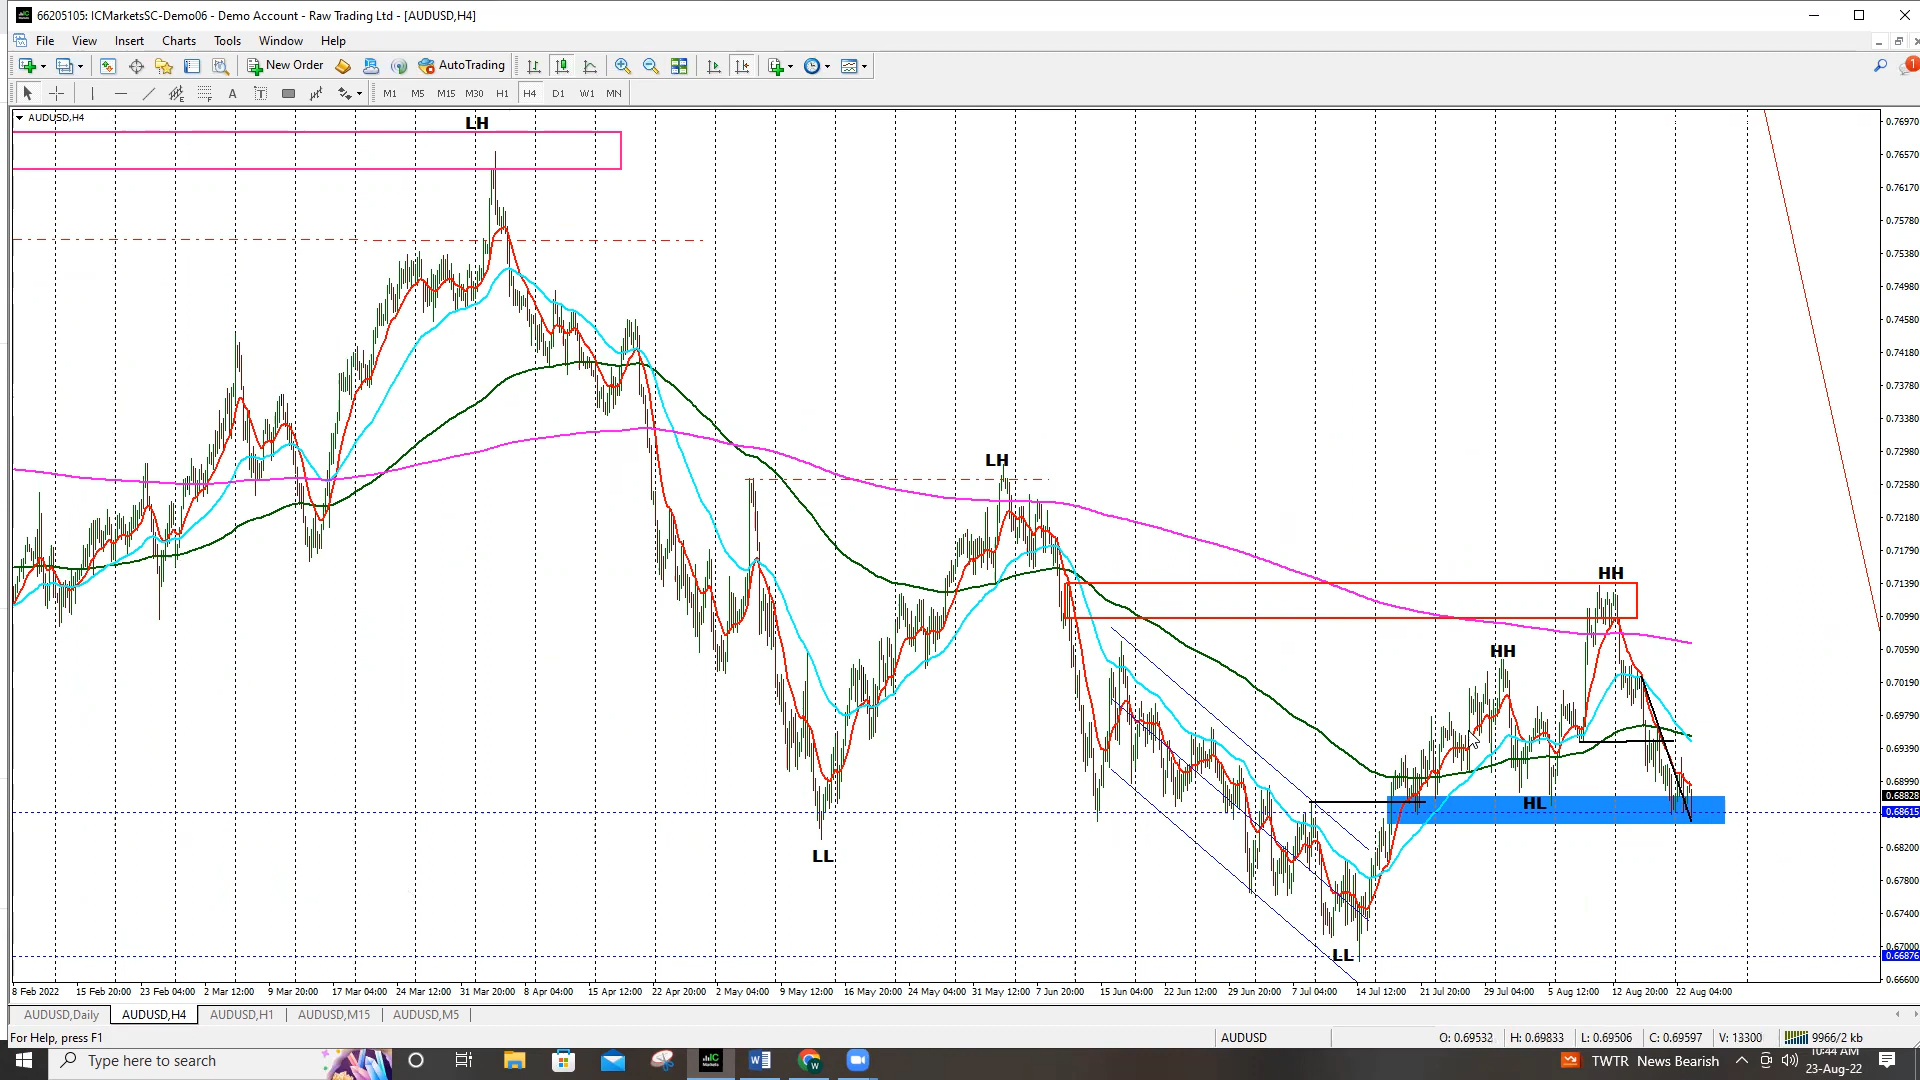 66205105: ICMarketsSC-Demo06 - Demo Account - Raw Trading Ltd - [AUDUSD,H4]
File View Insert Charts Tools Window Help
New Order AutoTrading
1
A T M1 M5 M15 M30 H1 H4 D1 W1 MN
AUDUSD,H4
LH
LH
HH
HH
HL
LL
LL
0.76970
0.76570
0.76170
0.75780
0.75380
0.74980
0.74580
0.74180
0.73780
0.73380
0.72980
0.72580
0.72180
0.71790
0.71390
0.70990
0.70590
0.70190
0.69790
0.69390
0.68990
0.68828
0.68615
0.68200
0.67800
0.67400
0.67000
0.66876
0.66600
8 Feb 2022 15 Feb 20:00 23 Feb 04:00 2 Mar 12:00 9 Mar 20:00 17 Mar 04:00 24 Mar 12:00 31 Mar 20:00 8 Apr 04:00 15 Apr 12:00 22 Apr 20:00 2 May 04:00 9 May 12:00 16 May 20:00 24 May 04:00 31 May 12:00 7 Jun 20:00 15 Jun 04:00 22 Jun 12:00 29 Jun 20:00 7 Jul 04:00 14 Jul 12:00 21 Jul 20:00 29 Jul 04:00 5 Aug 12:00 12 Aug 20:00 22 Aug 04:00
AUDUSD,Daily AUDUSD,H4 AUDUSD,H1 AUDUSD,M15 AUDUSD,M5
For Help, press F1 AUDUSD O: 0.69532 H: 0.69833 L: 0.69506 C: 0.69597 V: 13300 9966/2 kb
Type here to search TWTR News Bearish 10:44 AM
23-Aug-22